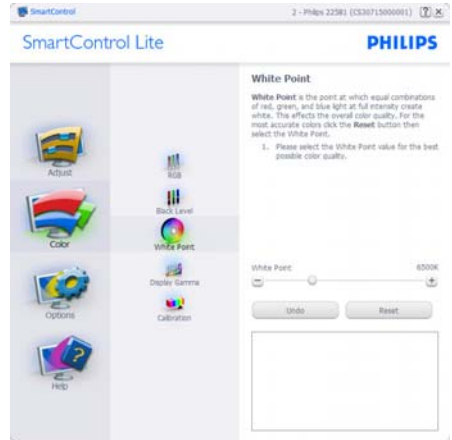 SmartControl
2 - Philips 225B1 (CS30715000001)
SmartControl Lite
PHILIPS
Adjust
Color
Options
Help
RGB
Black Level
White Point
Display Gamma
Calibration
White Point
White Point is the point at which equal combinations
of red, green, and blue light at full intensity create
white. This effects the overall color quality. For the
most accurate colors click the Reset button then
select the White Point.
1. Please select the White Point value for the best
possible color quality.
White Point 6500K
Undo Reset